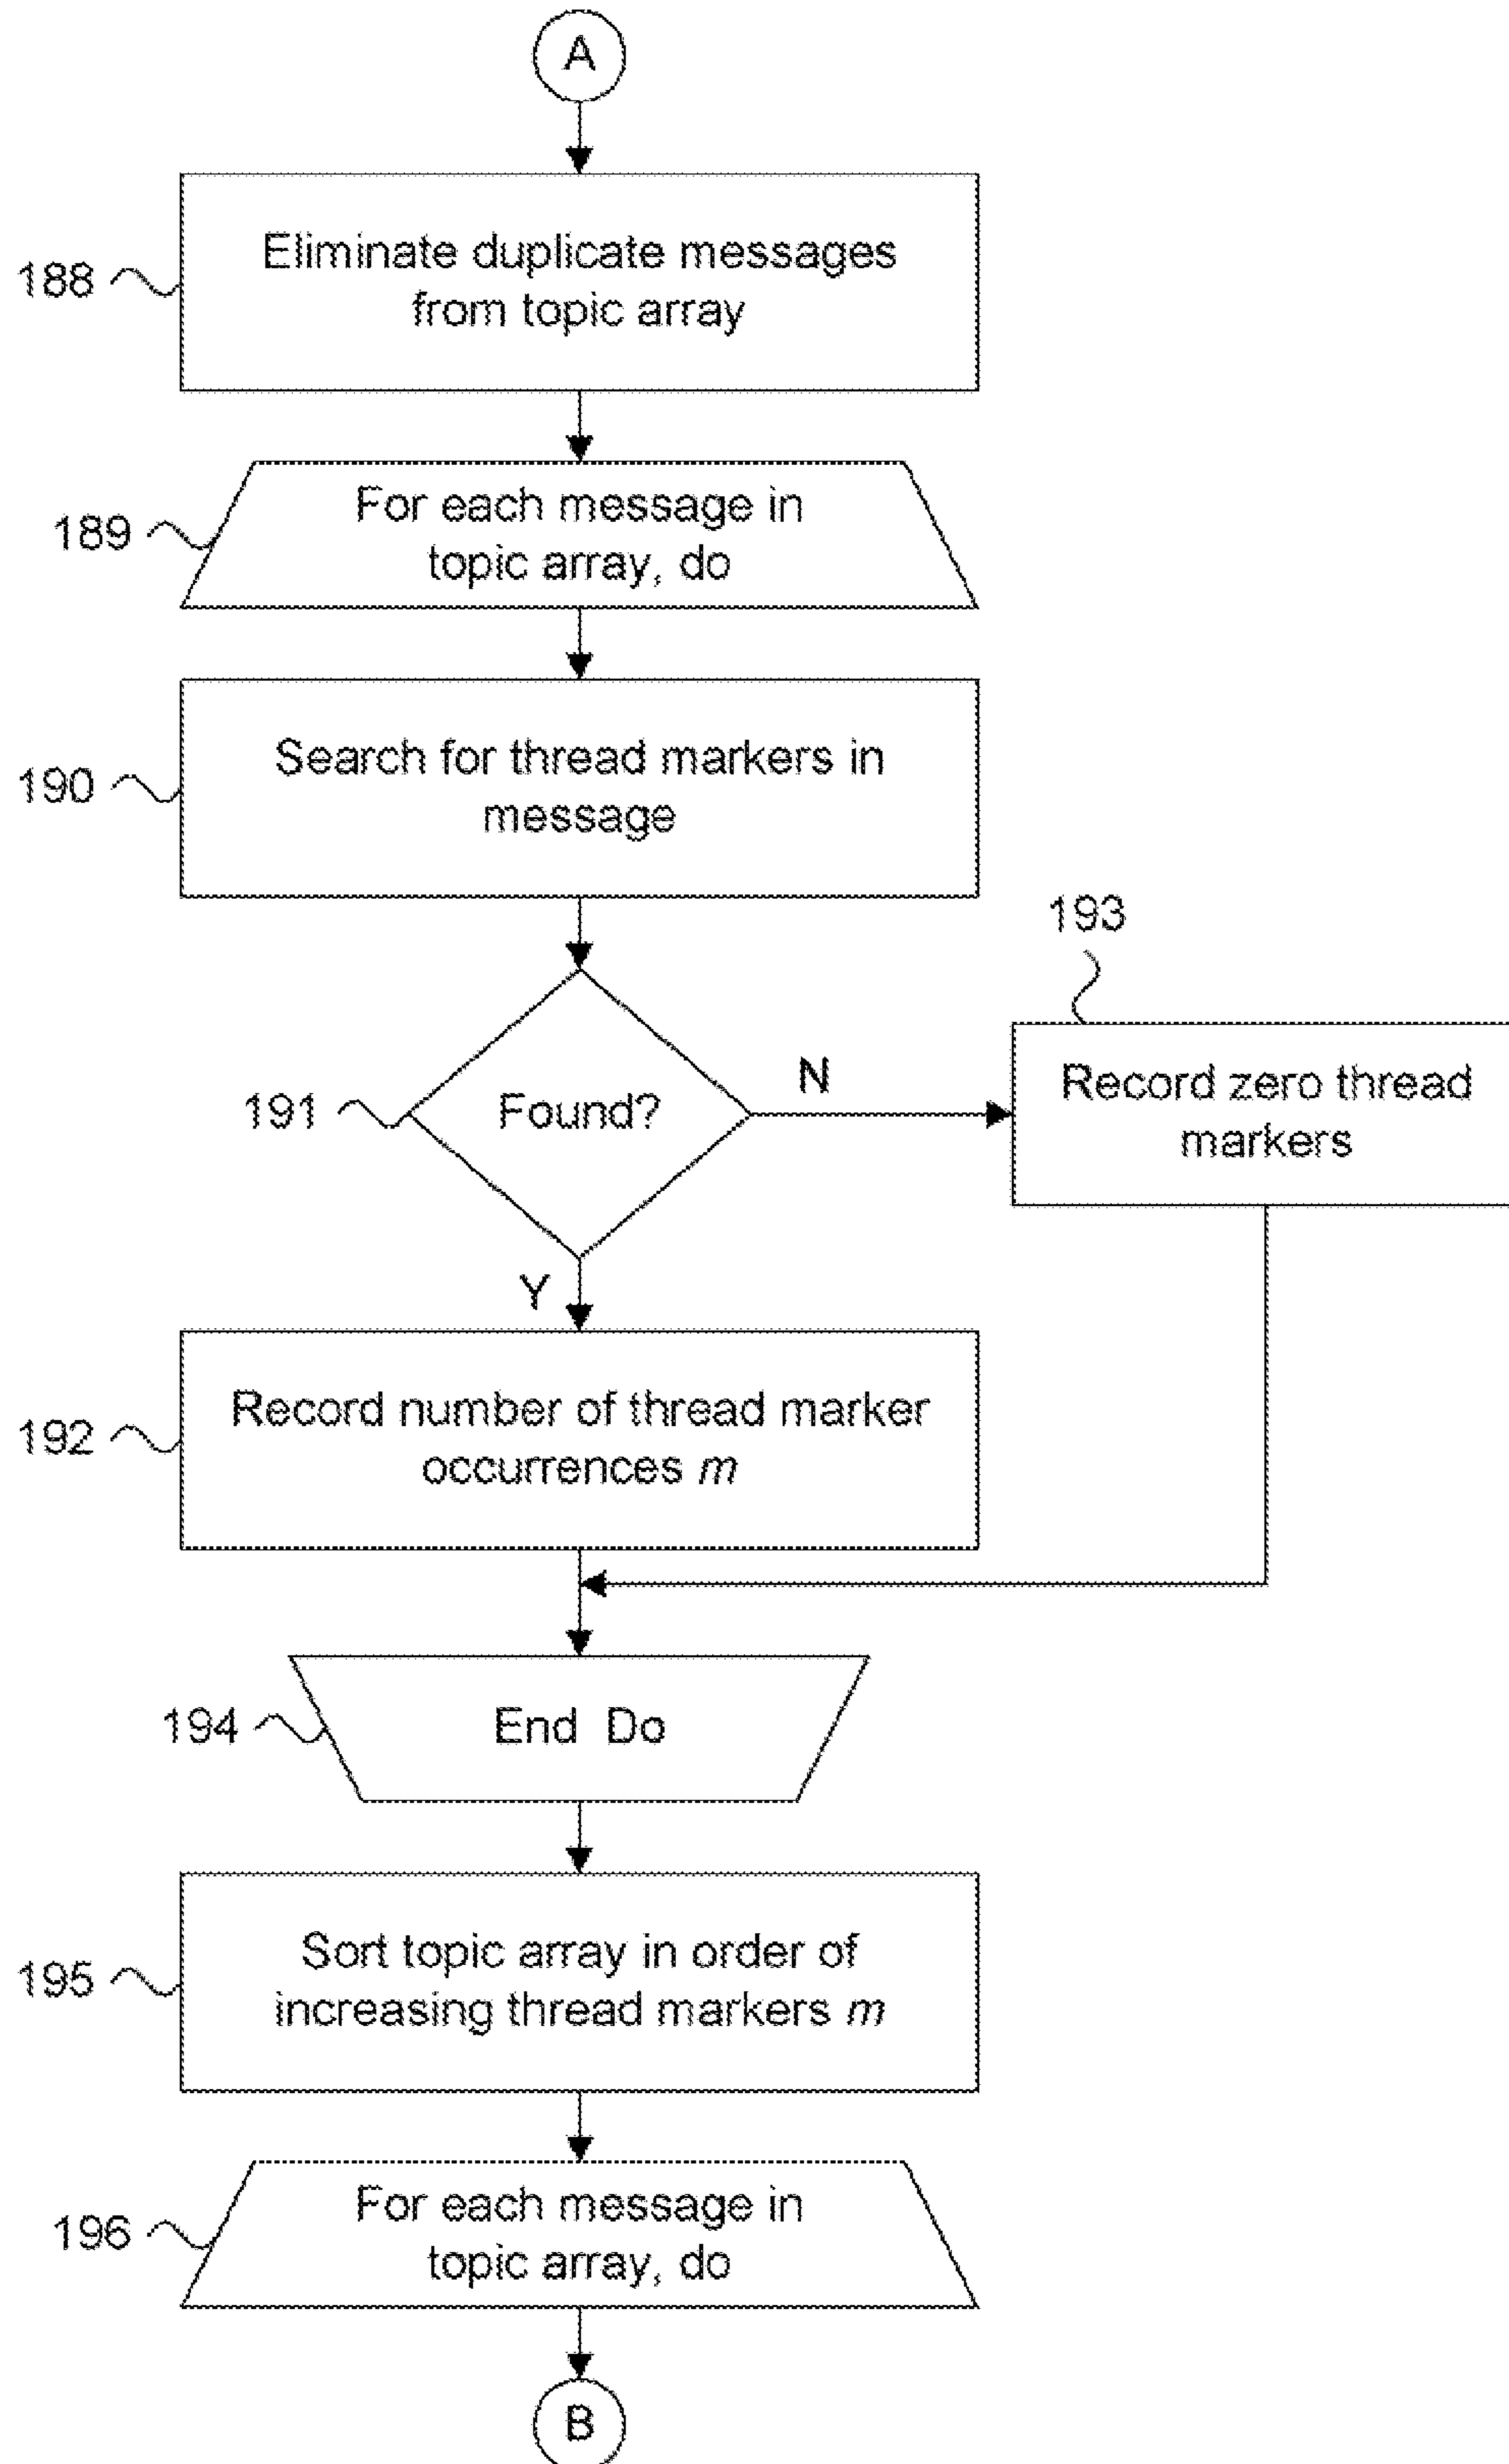 A
188
Eliminate duplicate messages
from topic array
189
For each message in
topic array, do
190
Search for thread markers in
message
191
Found?
N
193
Record zero thread
markers
Y
192
Record number of thread marker
occurrences m
194
End Do
195
Sort topic array in order of
increasing thread markers m
196
For each message in
topic array, do
B